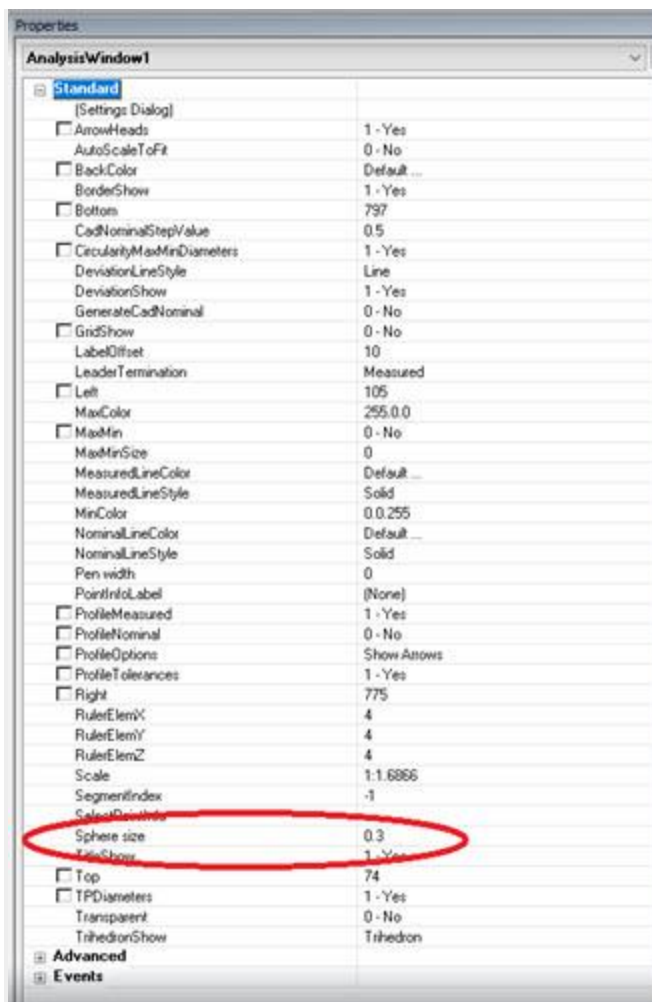 Properties
AnalysisWindow1
Standard
(Settings Dialog)
ArrowHeads 1 - Yes
AutoScaleToFit 0 - No
BackColor Default ...
BorderShow 1 - Yes
Bottom 797
CadNominalStepValue 0.5
CircularityMaxMinDiameters 1 - Yes
DeviationLineStyle Line
DeviationShow 1 - Yes
GenerateCadNominal 0 - No
GridShow 0 - No
LabelOffset 10
LeaderTermination Measured
Left 105
MaxColor 255.0.0
MaxMin 0 - No
MaxMinSize 0
MeasuredLineColor Default ...
MeasuredLineStyle Solid
MinColor 0.0.255
NominalLineColor Default ...
NominalLineStyle Solid
Pen width 0
PointInfoLabel (None)
ProfileMeasured 1 - Yes
ProfileNominal 0 - No
ProfileOptions Show Arrows
ProfileTolerances 1 - Yes
Right 775
RulerElemX 4
RulerElemY 4
RulerElemZ 4
Scale 1:1.6866
SegmentIndex -1
Sphere size 0.3
TitleShow 1 - Yes
Top 74
TPDiameters 1 - Yes
Transparent 0 - No
TrihedronShow Trihedron
Advanced
Events